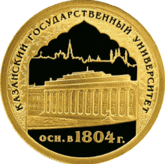 КАЗАНСКИЙ ГОСУДАРСТВЕННЫЙ УНИВЕРСИТЕТ
ОСН. В 1804 Г.